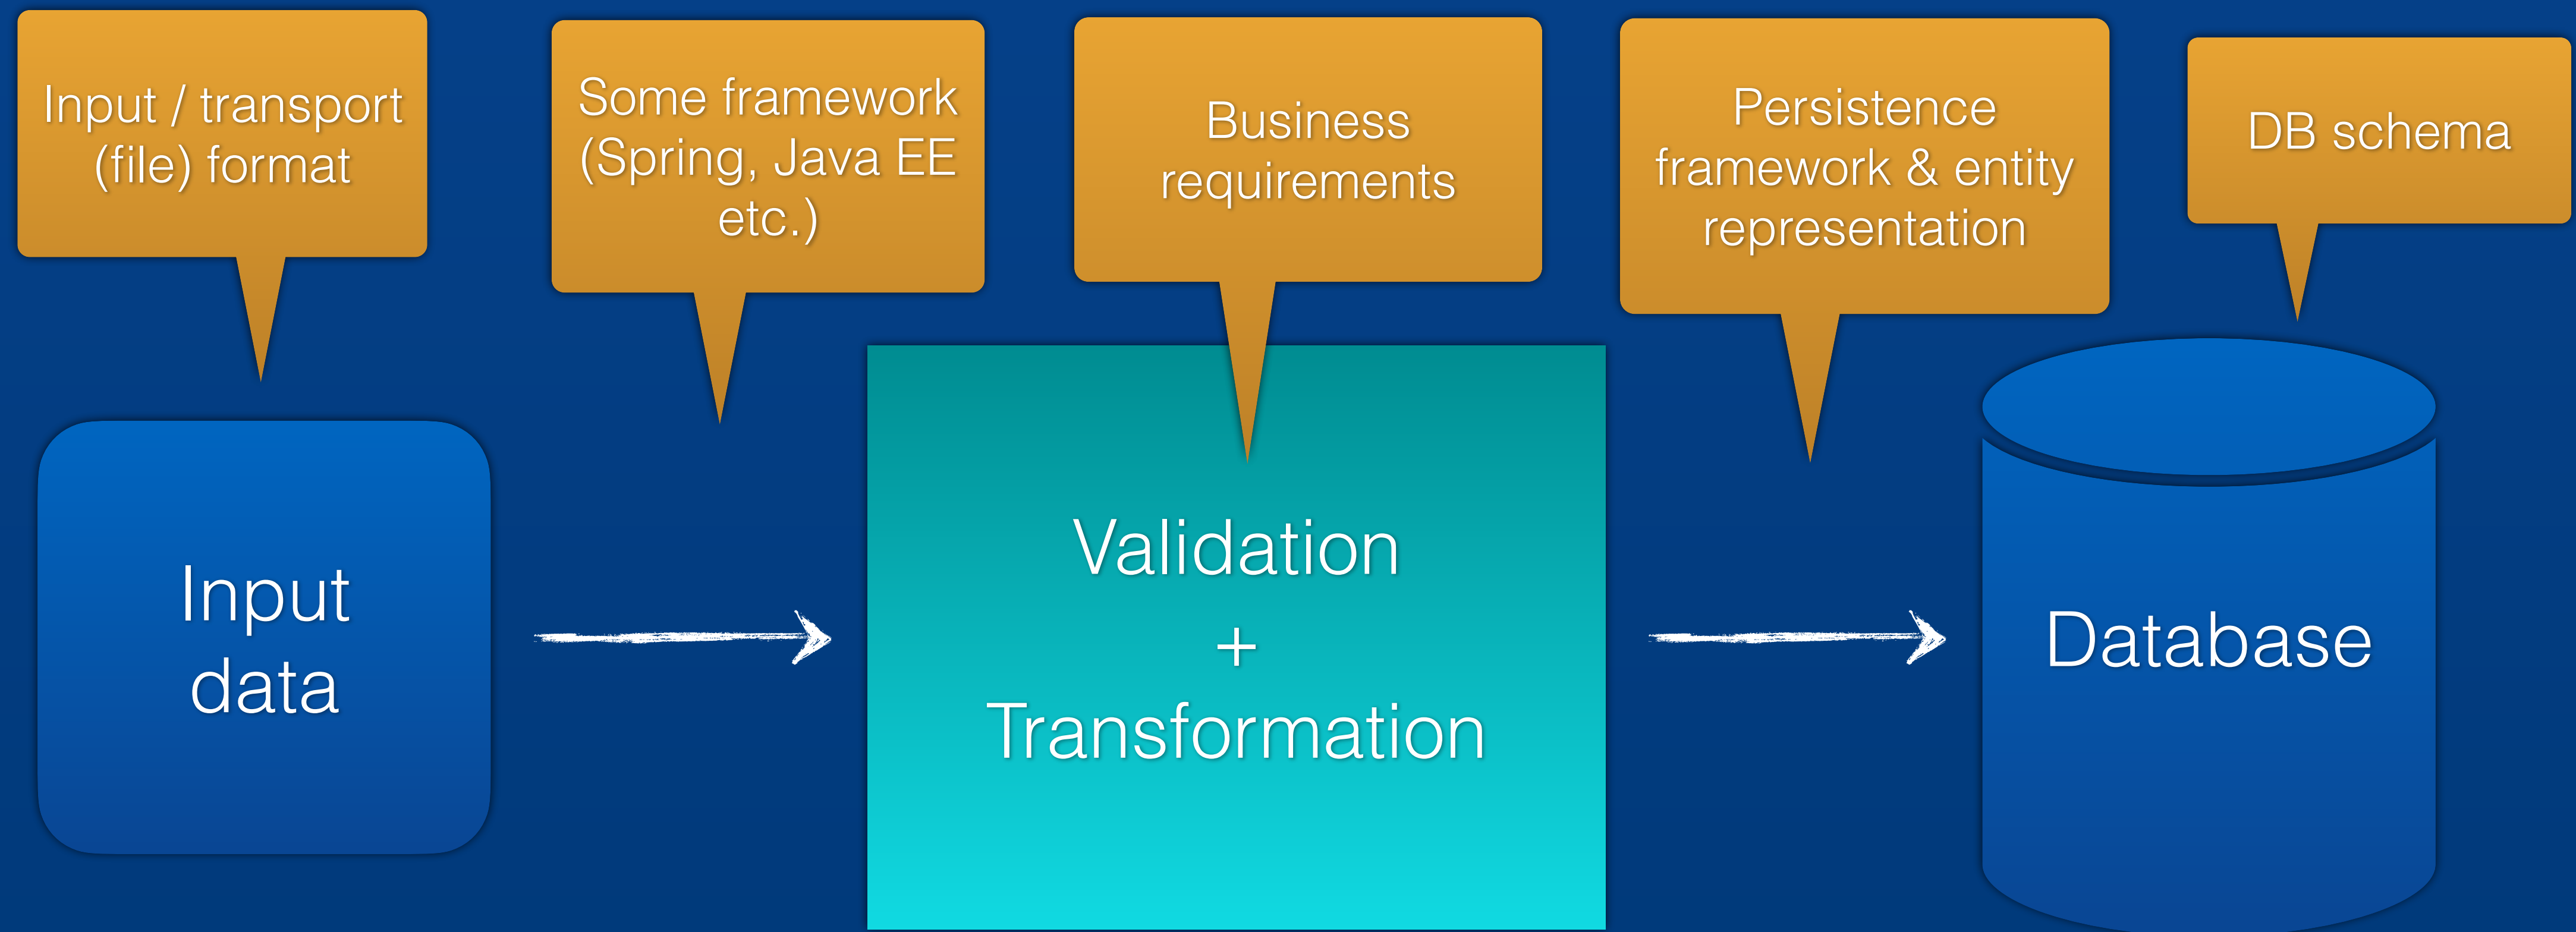 Input / transport
(file) format
Some framework
(Spring, Java EE
etc.)
Business
requirements
Persistence
framework & entity
representation
DB schema
Input
data
Validation
+
Transformation
Database